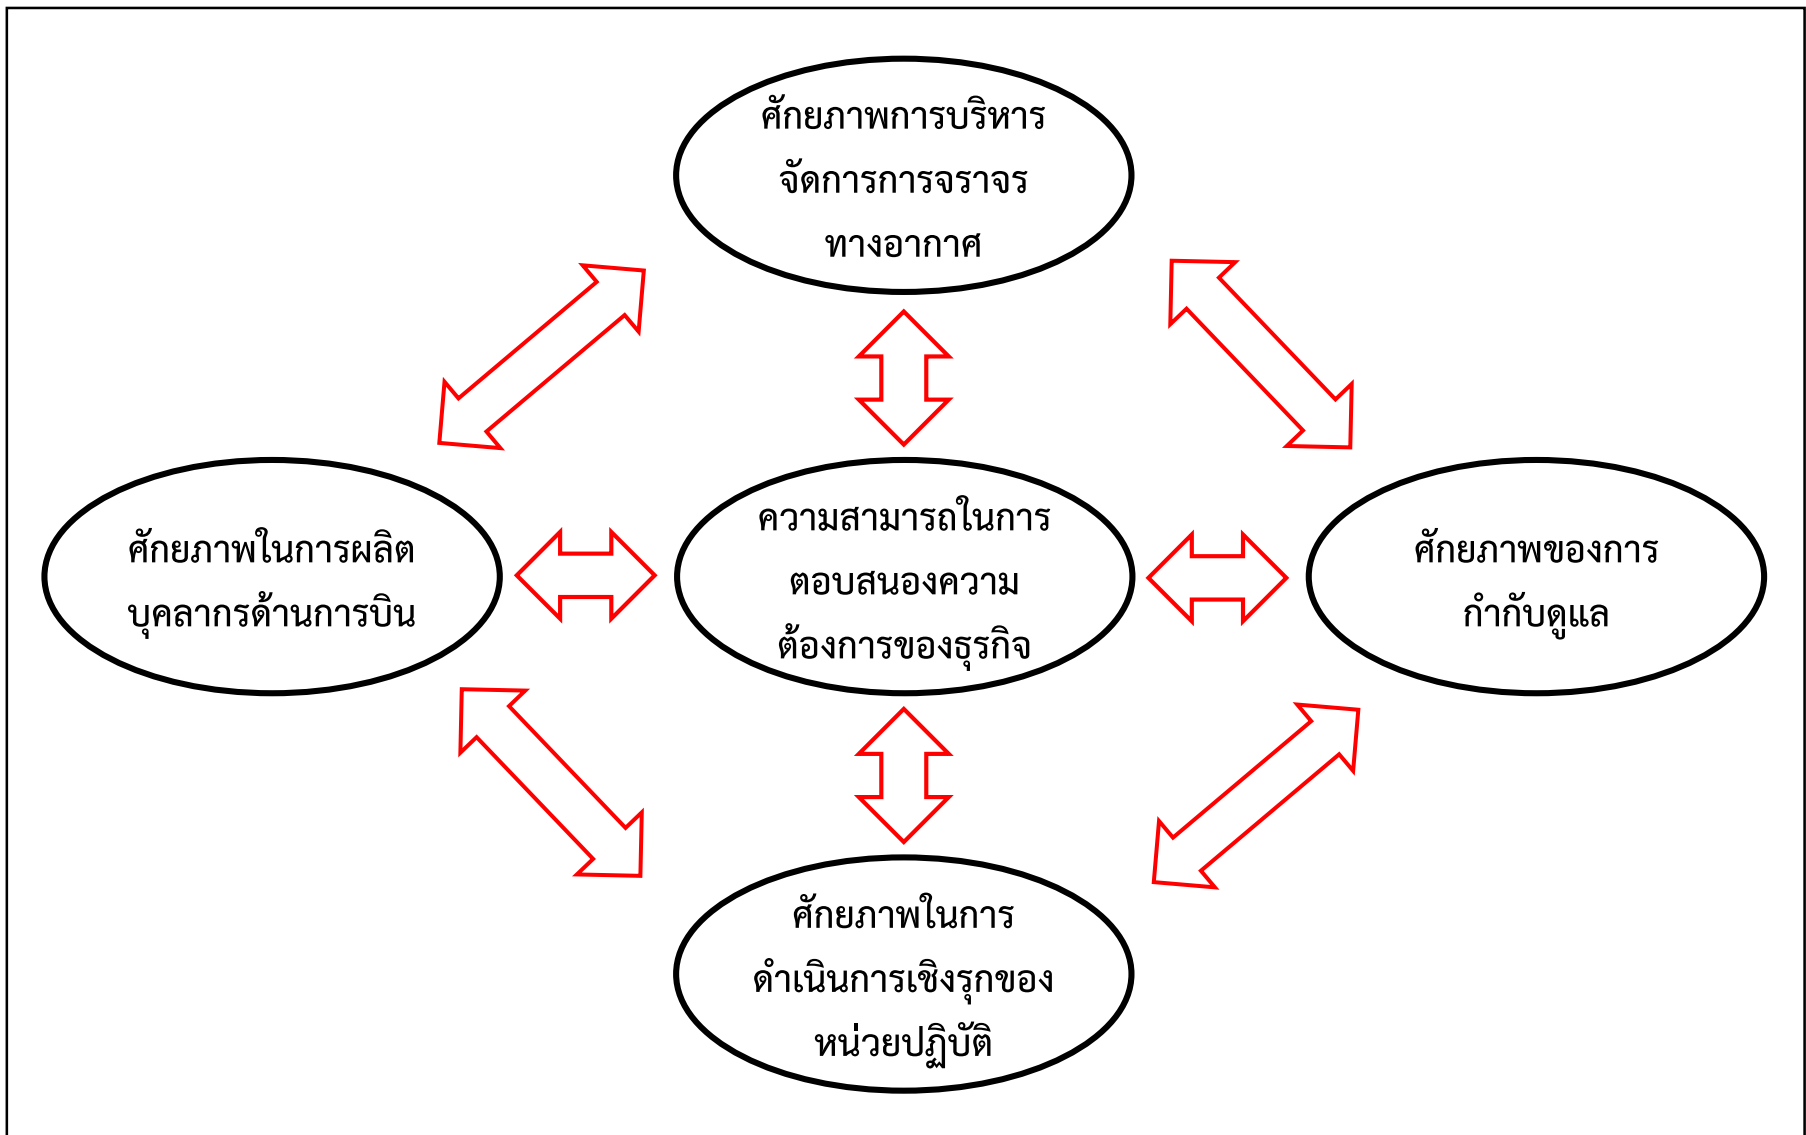 ศักยภาพการบริหาร
จัดการการจราจร
ทางอากาศ
ศักยภาพในการผลิต
บุคลากรด้านการบิน
ความสามารถในการ
ตอบสนองความ
ต้องการของธุรกิจ
ศักยภาพของการ
กำกับดูแล
ศักยภาพในการ
ดำเนินการเชิงรุกของ
หน่วยปฏิบัติ